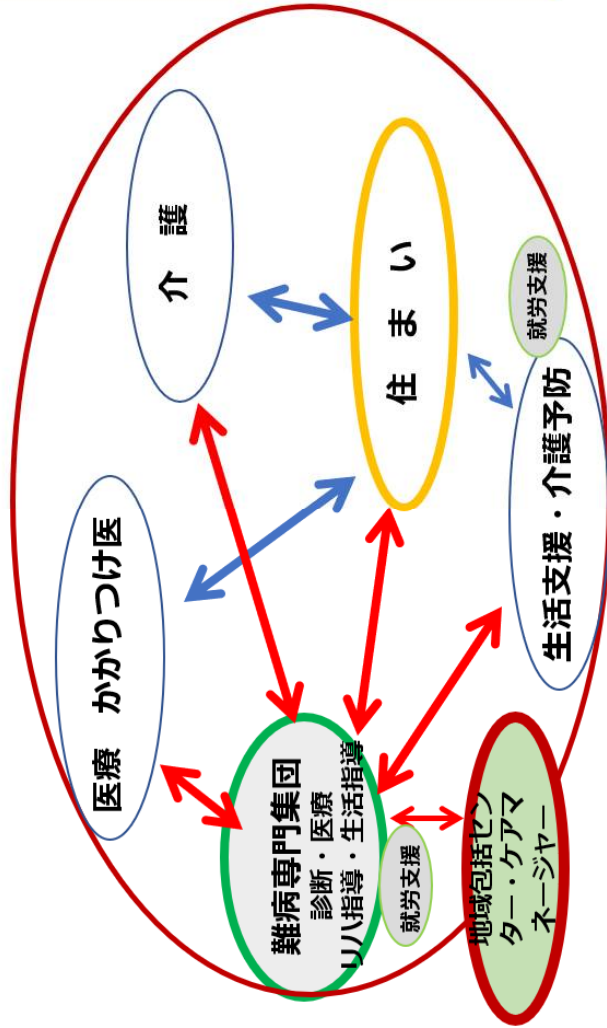 医療 かかりつけ医
介 護
難病専門集団
診断・医療
リハ指導・生活指導
就労支援
住 ま い
地域包括セン
ター・ケアマ
ネージャー
生活支援・介護予防
就労支援